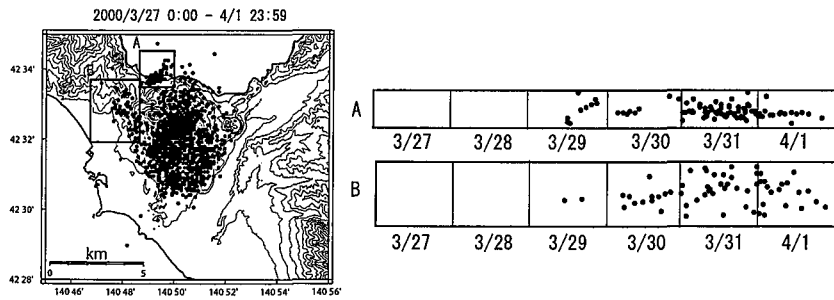 2000/3/27 0:00 - 4/1 23:59
A
B
42 34'
42 32'
42 30'
42 28'
km
0 5
140 46' 140 48' 140 50' 140 52' 140 54' 140 56'
A
3/27 3/28 3/29 3/30 3/31 4/1
B
3/27 3/28 3/29 3/30 3/31 4/1